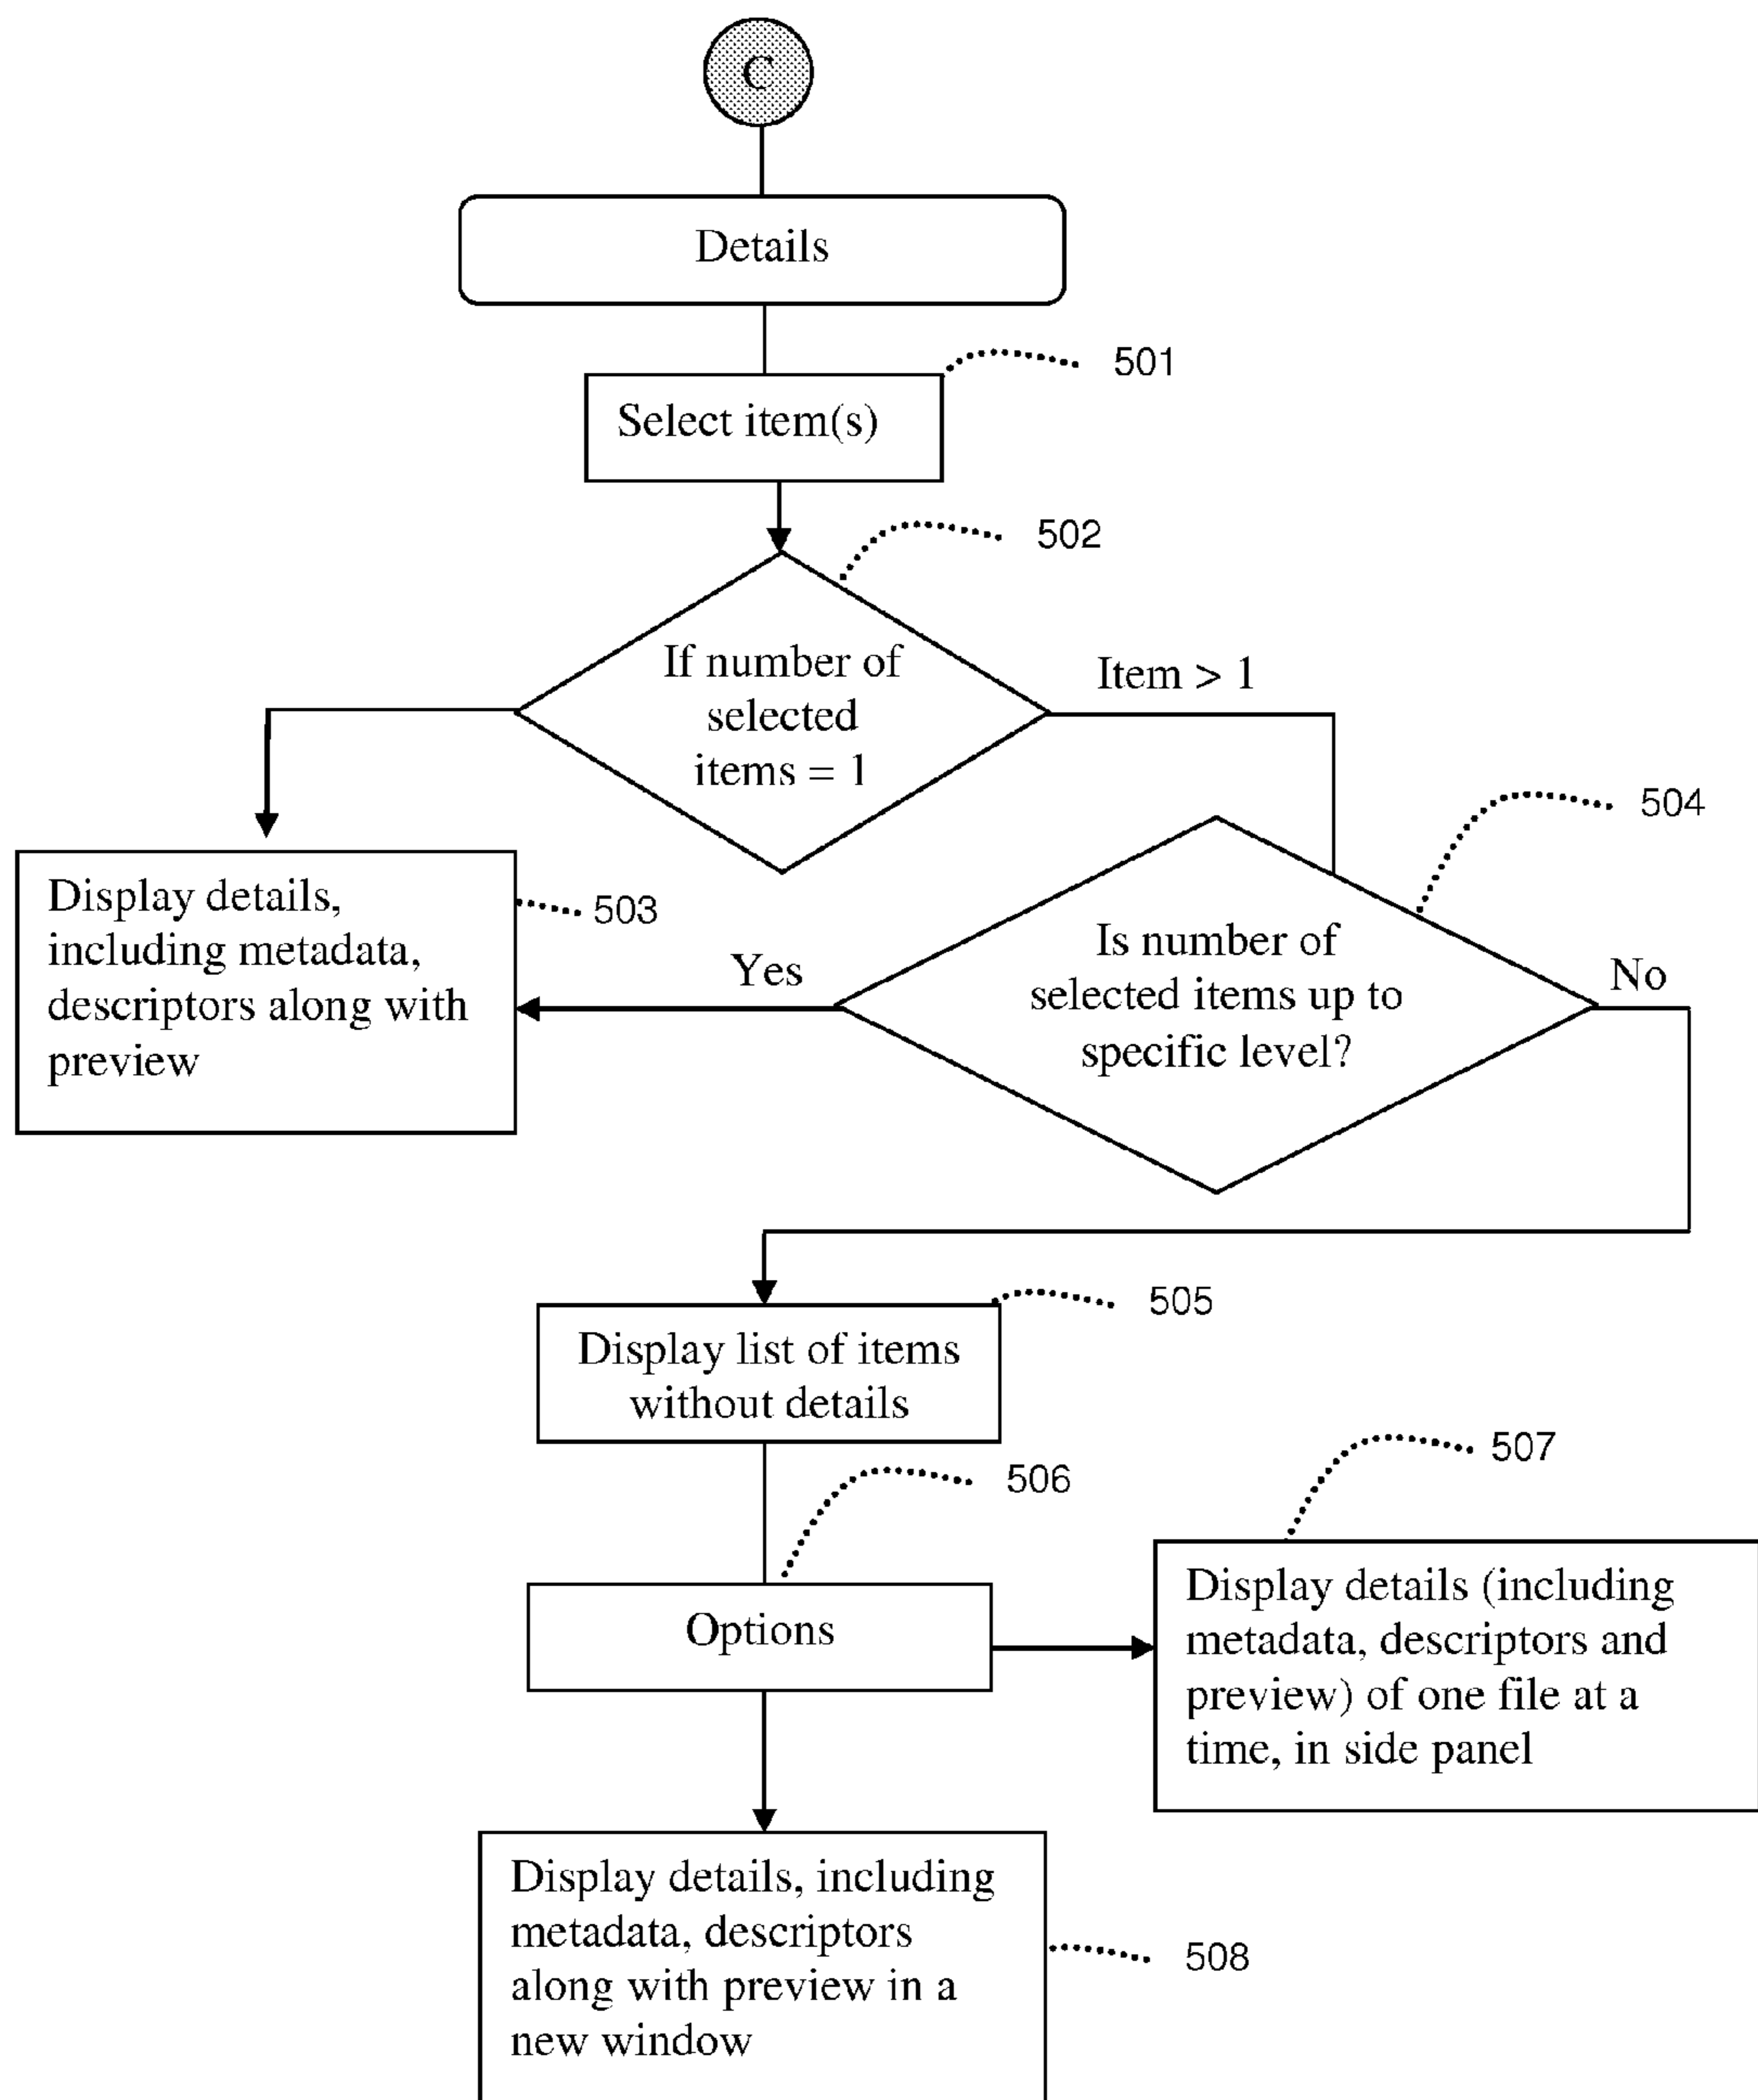 C
Details
501
Select item(s)
502
If number of
selected
items = 1
Item > 1
504
Display details,
including metadata,
descriptors along with
preview
503
Yes
Is number of
selected items up to
specific level?
No
505
Display list of items
without details
506
507
Options
Display details (including
metadata, descriptors and
preview) of one file at a
time, in side panel
Display details, including
metadata, descriptors
along with preview in a
new window
508